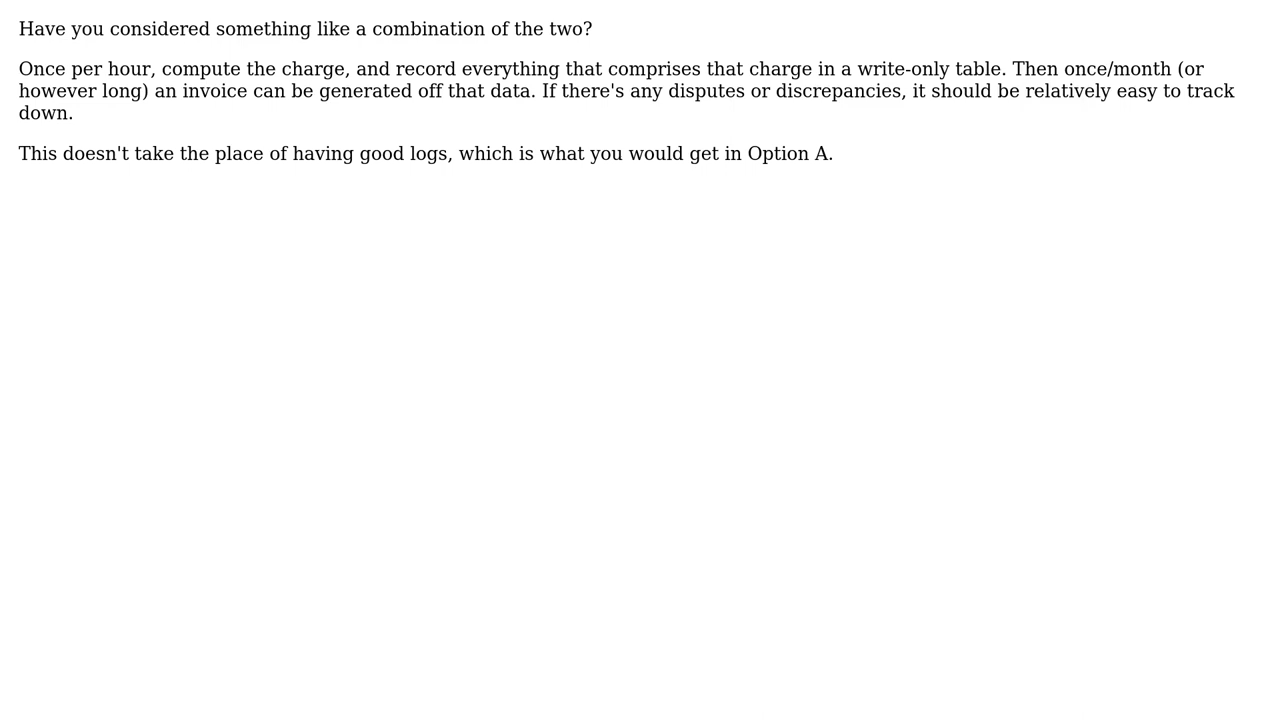 Have you considered something like a combination of the two?
Once per hour, compute the charge, and record everything that comprises that charge in a write-only table. Then once/month (or
however long) an invoice can be generated off that data. If there's any disputes or discrepancies, it should be relatively easy to track
down.
This doesn't take the place of having good logs, which is what you would get in Option A.